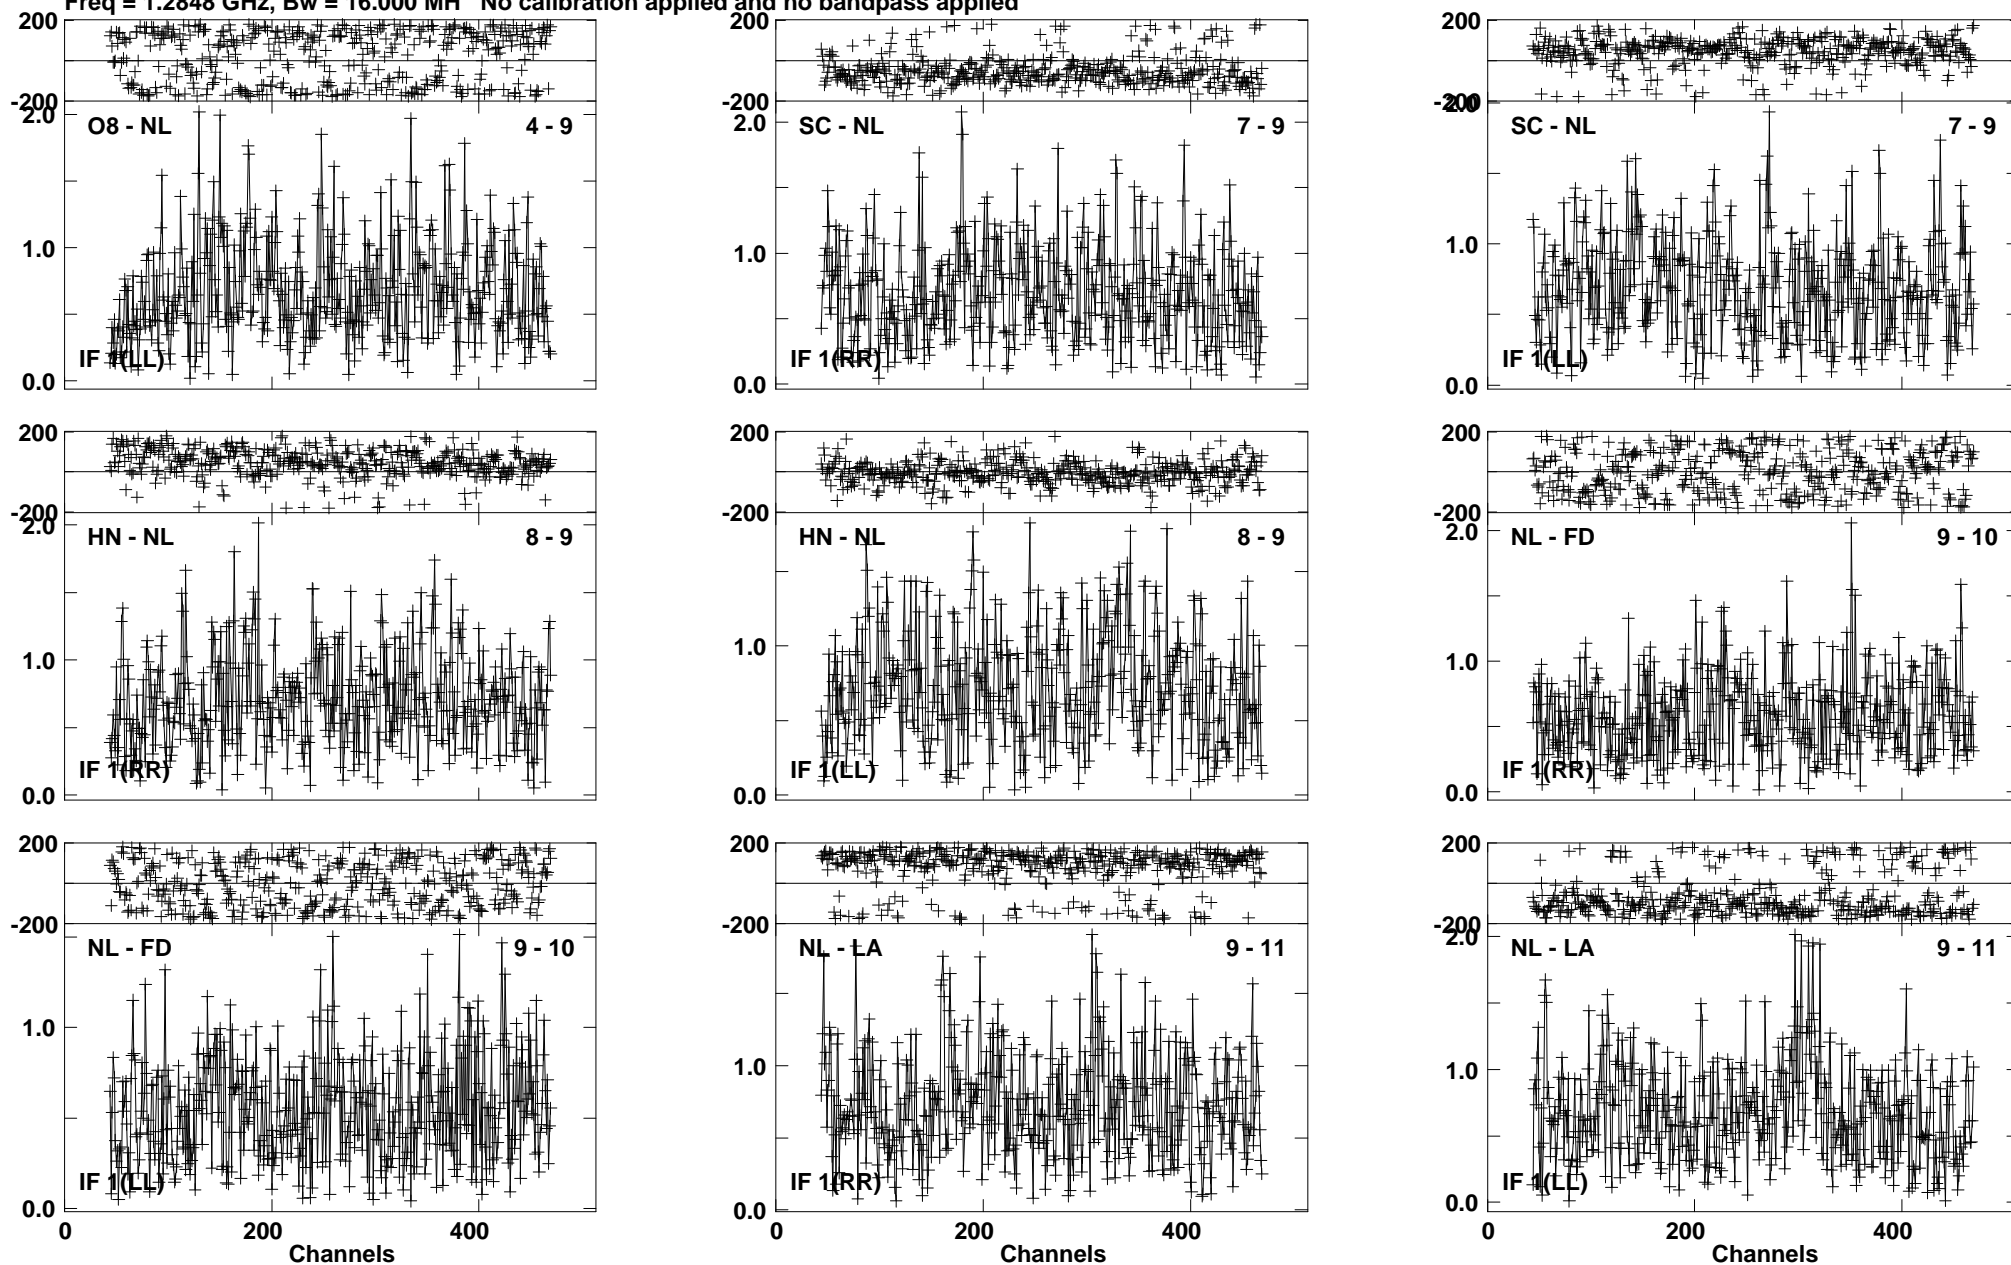 Freq = 1.2848 GHz, Bw = 16.000 MH No calibration applied and no bandpass applied
200
-200
2.0
1.0
0.0
O8 - NL 4 - 9
IF 1(LL)
200
-200
2.0
1.0
0.0
SC - NL 7 - 9
IF 1(RR)
200
-200
2.0
1.0
0.0
SC - NL 7 - 9
IF 1(LL)
200
-200
2.0
1.0
0.0
HN - NL 8 - 9
IF 1(RR)
200
-200
1.0
0.0
HN - NL 8 - 9
IF 1(LL)
200
-200
2.0
1.0
0.0
NL - FD 9 - 10
IF 1(RR)
200
-200
1.0
0.0
NL - FD 9 - 10
IF 1(LL)
0 200 400
Channels
200
-200
1.0
0.0
NL - LA 9 - 11
IF 1(RR)
0 200 400
Channels
200
-200
2.0
1.0
0.0
NL - LA 9 - 11
IF 1(LL)
0 200 400
Channels